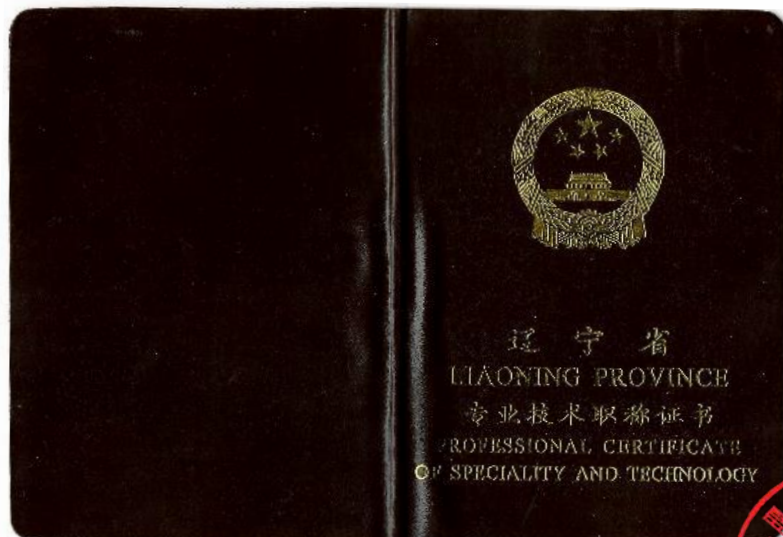 辽宁省
LIAONING PROVINCE
专业技术职称证书
PROFESSIONAL CERTIFICATE
OF SPECIALITY AND TECHNOLOGY